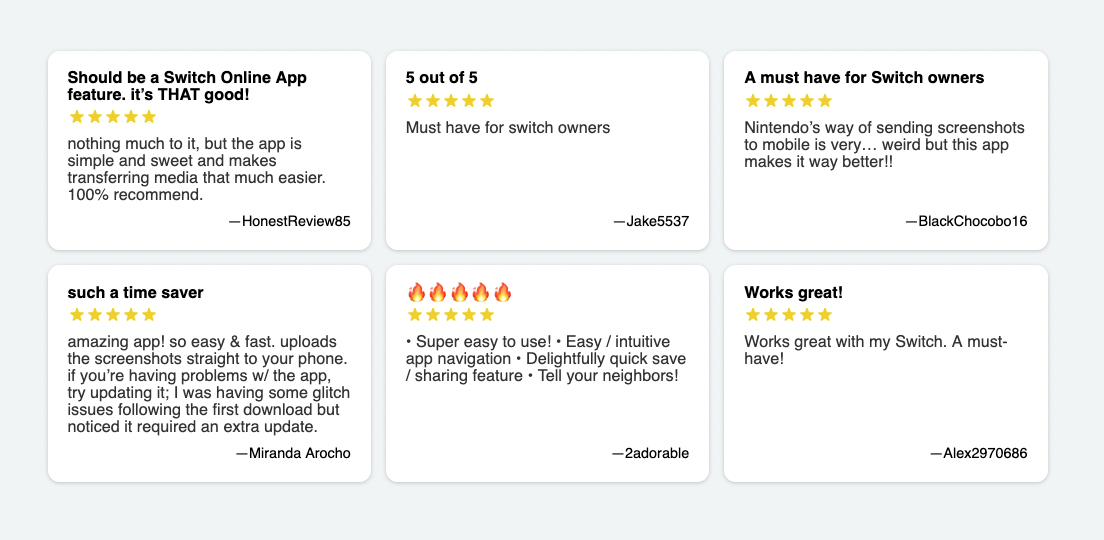 Should be a Switch Online App
feature. it’s THAT good!
⭐⭐⭐⭐⭐
nothing much to it, but the app is
simple and sweet and makes
transferring media that much easier.
100% recommend.
—HonestReview85
5 out of 5
⭐⭐⭐⭐⭐
Must have for switch owners
—Jake5537
A must have for Switch owners
⭐⭐⭐⭐⭐
Nintendo’s way of sending screenshots
to mobile is very… weird but this app
makes it way better!!
—BlackChocobo16
such a time saver
⭐⭐⭐⭐⭐
amazing app! so easy & fast. uploads
the screenshots straight to your phone.
if you’re having problems w/ the app,
try updating it; I was having some glitch
issues following the first download but
noticed it required an extra update.
—Miranda Arocho
🔥🔥🔥🔥🔥
⭐⭐⭐⭐⭐
• Super easy to use! • Easy / intuitive
app navigation • Delightfully quick save
/ sharing feature • Tell your neighbors!
—2adorable
Works great!
⭐⭐⭐⭐⭐
Works great with my Switch. A must-
have!
—Alex2970686